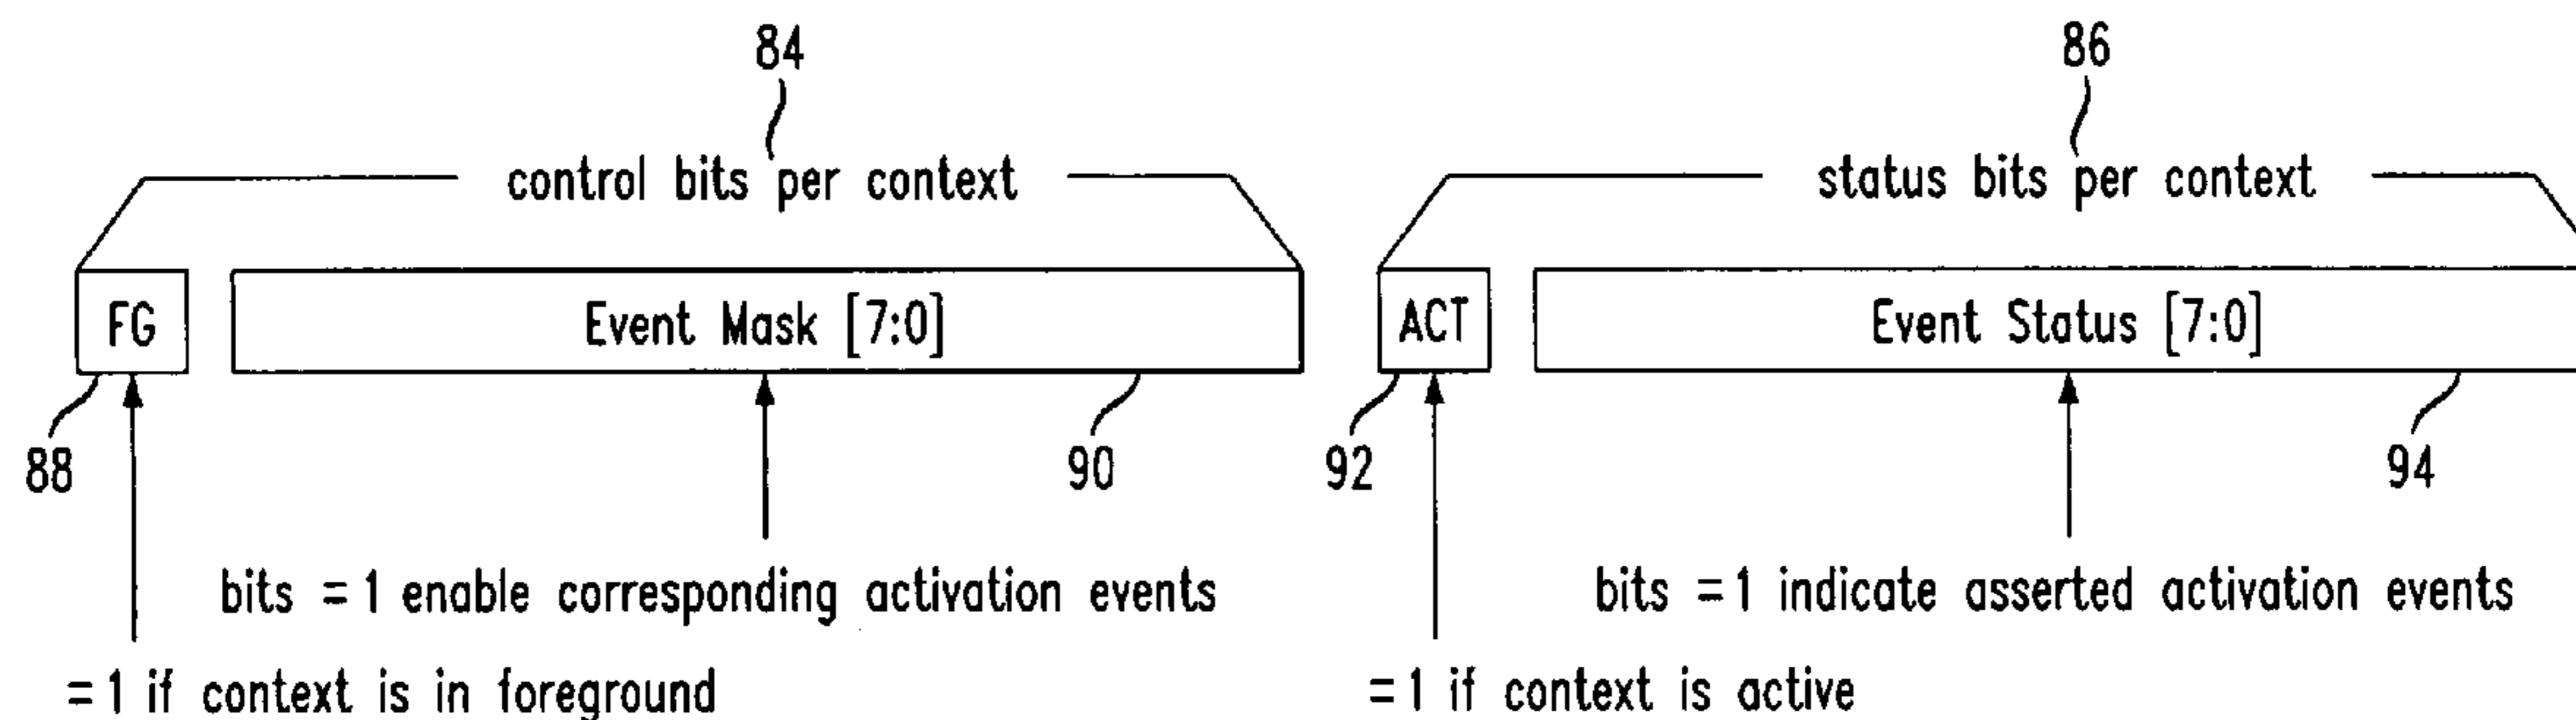 84
86
control bits per context
status bits per context
FG
Event Mask [7:0]
ACT
Event Status [7:0]
88
90
92
94
bits = 1 enable corresponding activation events
bits = 1 indicate asserted activation events
= 1 if context is in foreground
= 1 if context is active